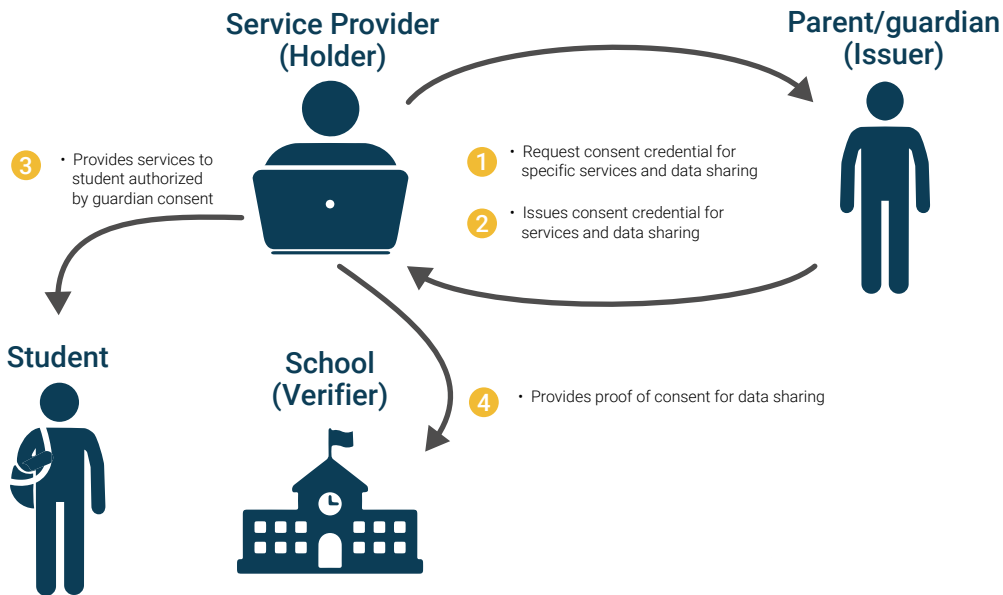 Service Provider
(Holder)
Parent/guardian
(Issuer)
3
• Provides services to
student authorized
by guardian consent
1
• Request consent credential for
specific services and data sharing
2
• Issues consent credential for
services and data sharing
Student
School
(Verifier)
4
• Provides proof of consent for data sharing